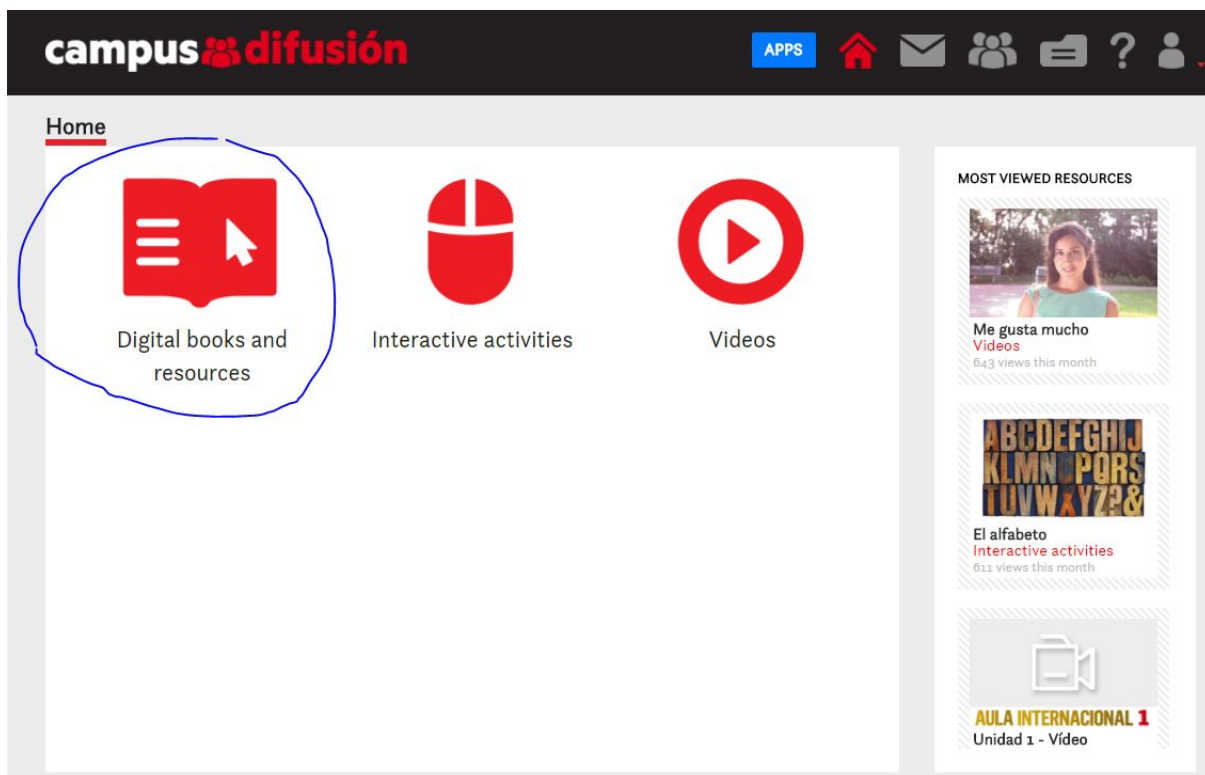 campus difusión
APPS
?
Home
Digital books and
resources
Interactive activities
Videos
MOST VIEWED RESOURCES
Me gusta mucho
Videos
643 views this month
ABCDEFGHIJ
KLMNOPQRS
TUVWXYZ?&
El alfabeto
Interactive activities
611 views this month
AULA INTERNACIONAL 1
Unidad 1 - Vídeo